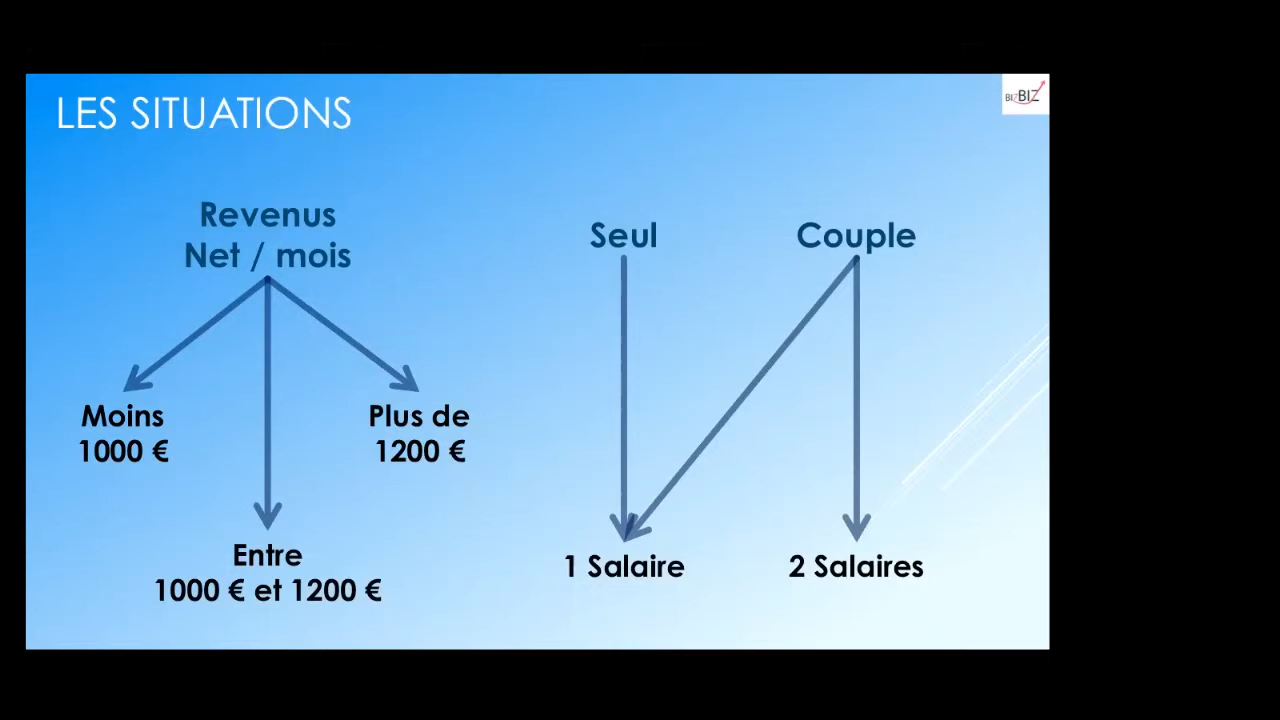 LES SITUATIONS
BIZBIZ
Revenus
Net / mois
Seul
Couple
Moins
1000 €
Plus de
1200 €
Entre
1000 € et 1200 €
1 Salaire
2 Salaires